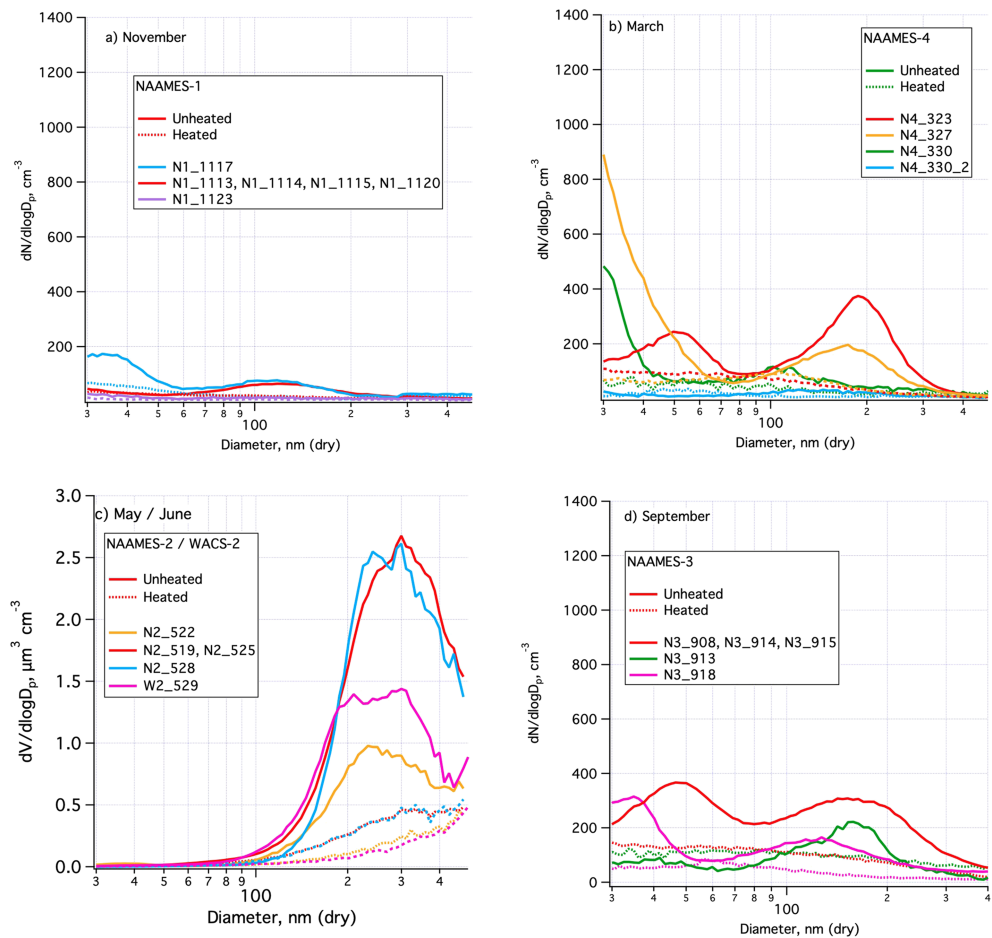 a) November
NAAMES-1
Unheated
Heated
N1_1117
N1_1113, N1_1114, N1_1115, N1_1120
N1_1123
1400
1200
1000
800
600
400
200
dN/dlogDp, cm-3
3 4 5 6 7 8 9 100 2 3 4
Diameter, nm (dry)
b) March
NAAMES-4
Unheated
Heated
N4_323
N4_327
N4_330
N4_330_2
1400
1200
1000
800
600
400
200
dN/dlogDp, cm-3
3 4 5 6 7 8 9 100 2 3 4
Diameter, nm (dry)
c) May / June
NAAMES-2 / WACS-2
Unheated
Heated
N2_522
N2_519, N2_525
N2_528
W2_529
3.0
2.5
2.0
1.5
1.0
0.5
0.0
dV/dlogDp, µm3 cm-3
3 4 5 6 7 8 9 100 2 3 4
Diameter, nm (dry)
d) September
NAAMES-3
Unheated
Heated
N3_908, N3_914, N3_915
N3_913
N3_918
1400
1200
1000
800
600
400
200
0
dN/dlogDp, cm-3
3 4 5 6 7 8 9 100 2 3 4
Diameter, nm (dry)